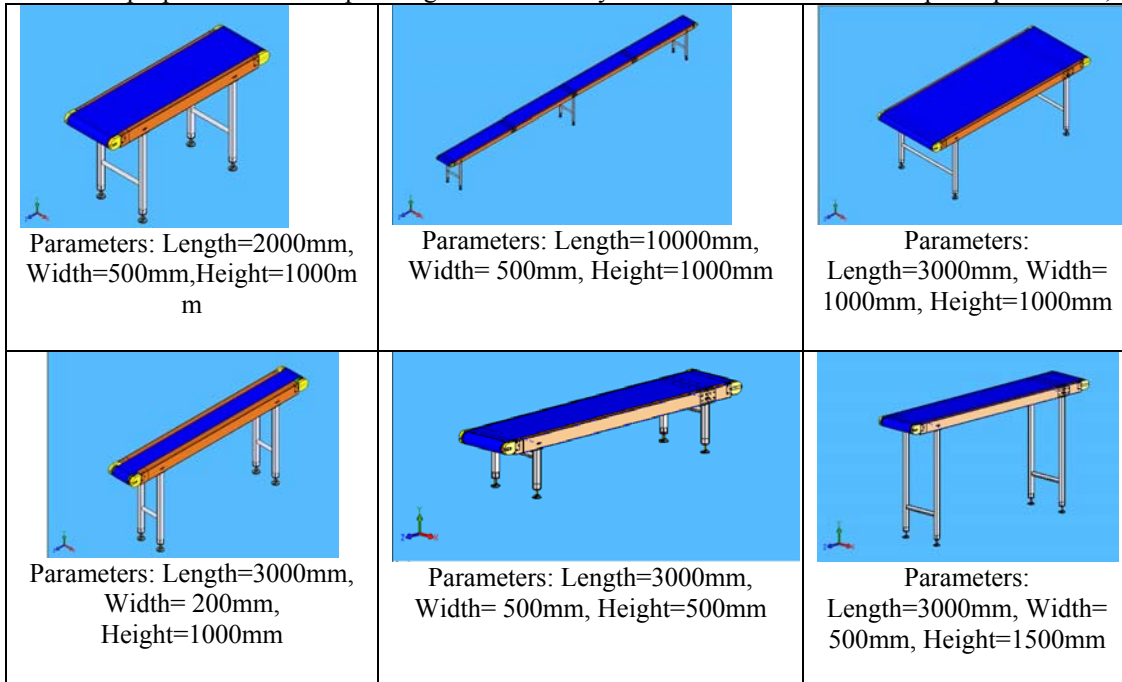 Parameters: Length=2000mm,
Width=500mm,Height=1000m
m
Parameters: Length=10000mm,
Width= 500mm, Height=1000mm
Parameters:
Length=3000mm, Width=
1000mm, Height=1000mm
Parameters: Length=3000mm,
Width= 200mm,
Height=1000mm
Parameters: Length=3000mm,
Width= 500mm, Height=500mm
Parameters:
Length=3000mm, Width=
500mm, Height=1500mm